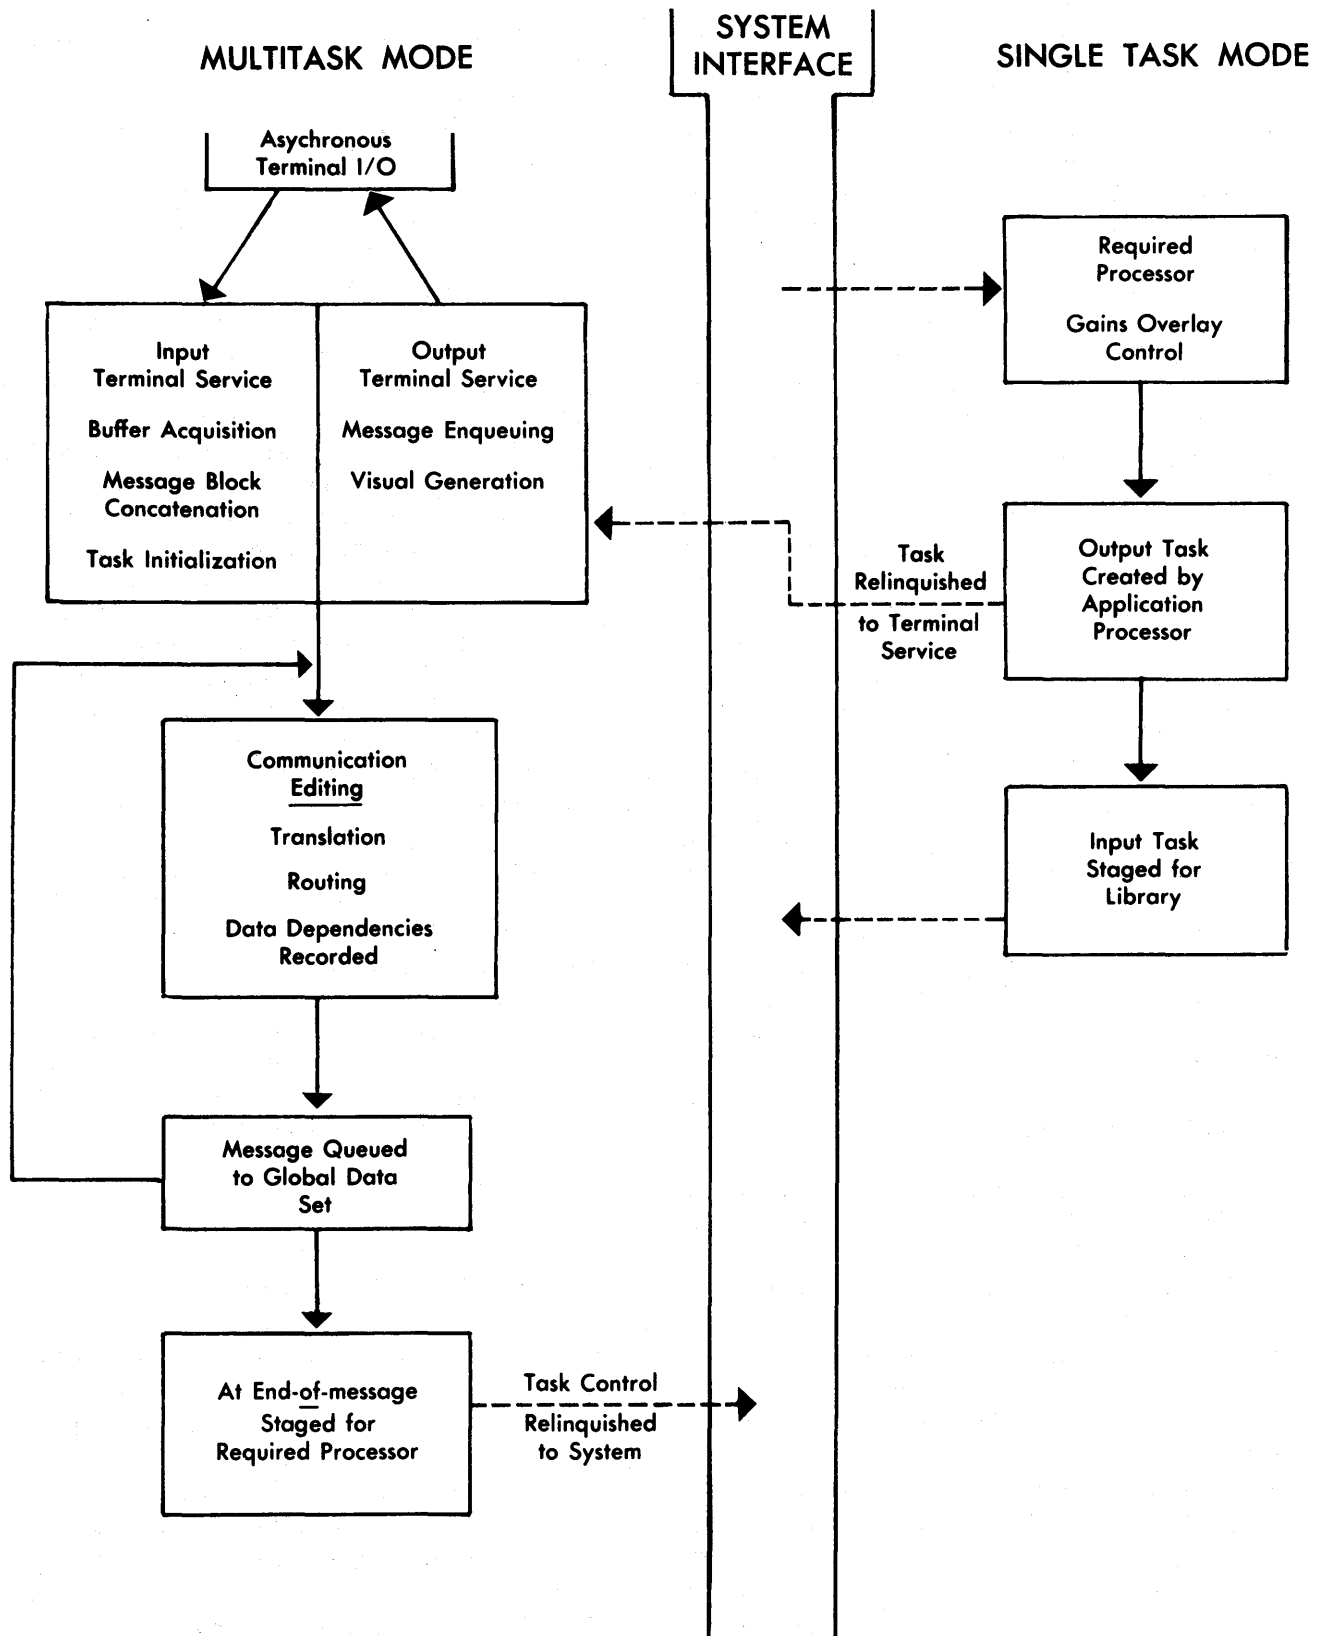 MULTITASK MODE
SYSTEM
INTERFACE
SINGLE TASK MODE
Asychronous
Terminal I/O
Input
Terminal Service
Buffer Acquisition
Message Block
Concatenation
Task Initialization
Output
Terminal Service
Message Enqueuing
Visual Generation
Communication
Editing
Translation
Routing
Data Dependencies
Recorded
Message Queued
to Global Data
Set
At End-of-message
Staged for
Required Processor
Task Control
Relinquished
to System
Required
Processor
Gains Overlay
Control
Task
Relinquished
to Terminal
Service
Output Task
Created by
Application
Processor
Input Task
Staged for
Library